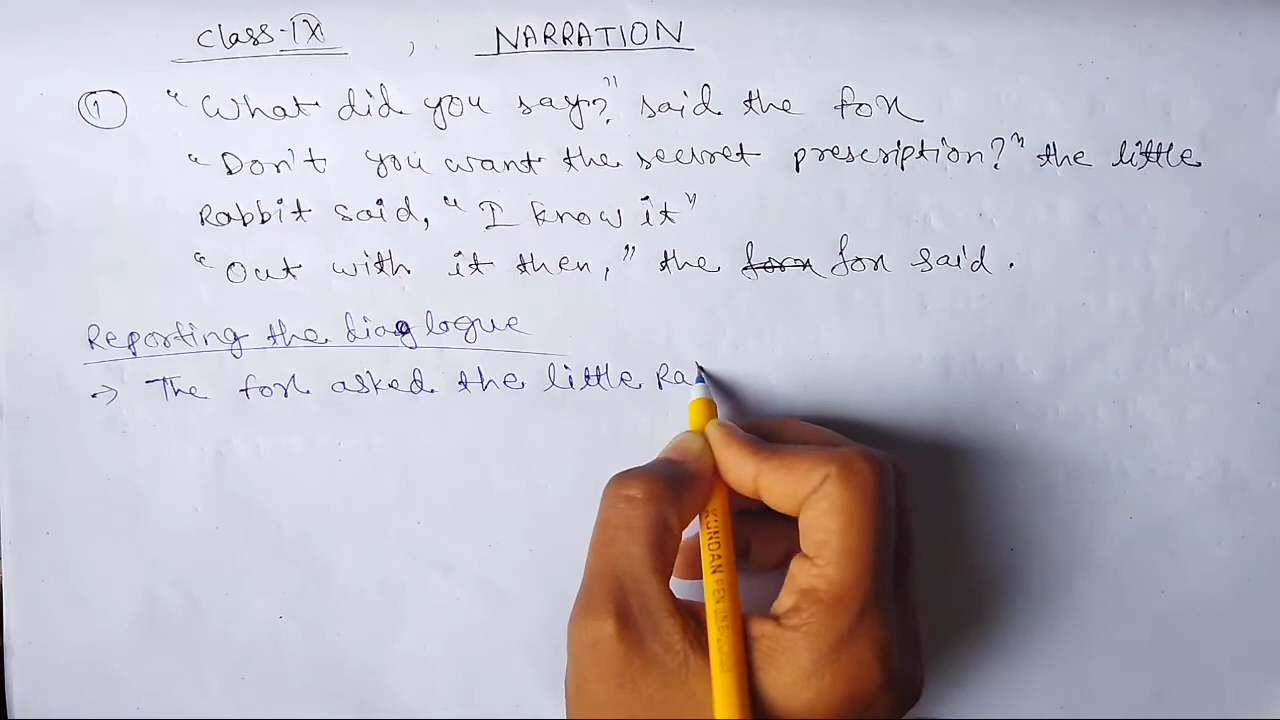 Class-IX, NARRATION
① "What did you say?" said the fox
"Don't you want the secret prescription?" the little
Rabbit said, "I know it"
"Out with it then," the fox said.
Reporting the dialogue
→ The fox asked the little Ra
KUNDAN PEN